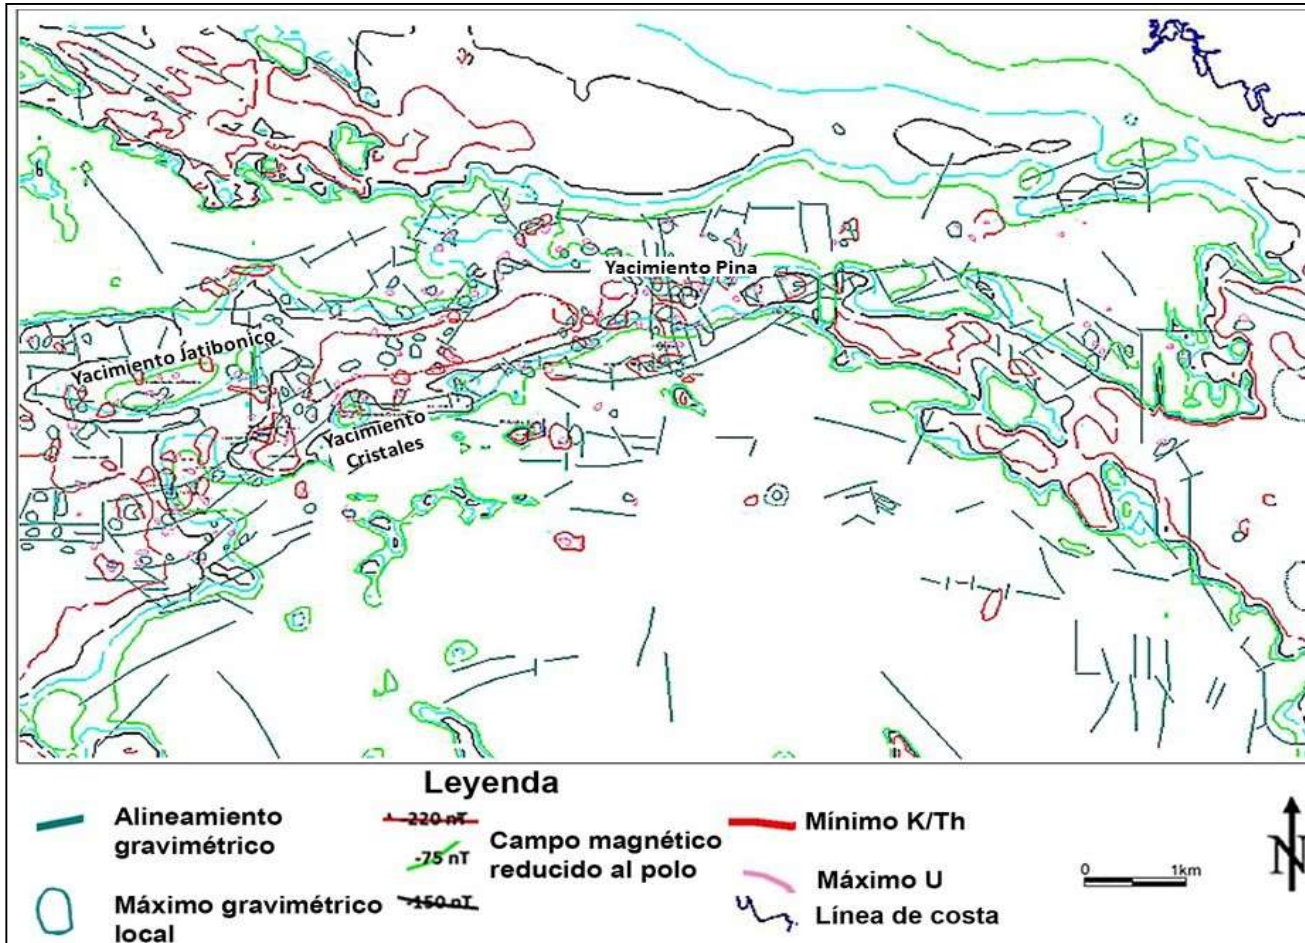 Yacimiento Pina
Yacimiento Jatibonico
Yacimiento
Cristales
Leyenda
Alineamiento
gravimétrico
Máximo gravimétrico
local
-220 nT
-75 nT
-150 nT
Campo magnético
reducido al polo
Mínimo K/Th
Máximo U
Línea de costa
0 1km
N